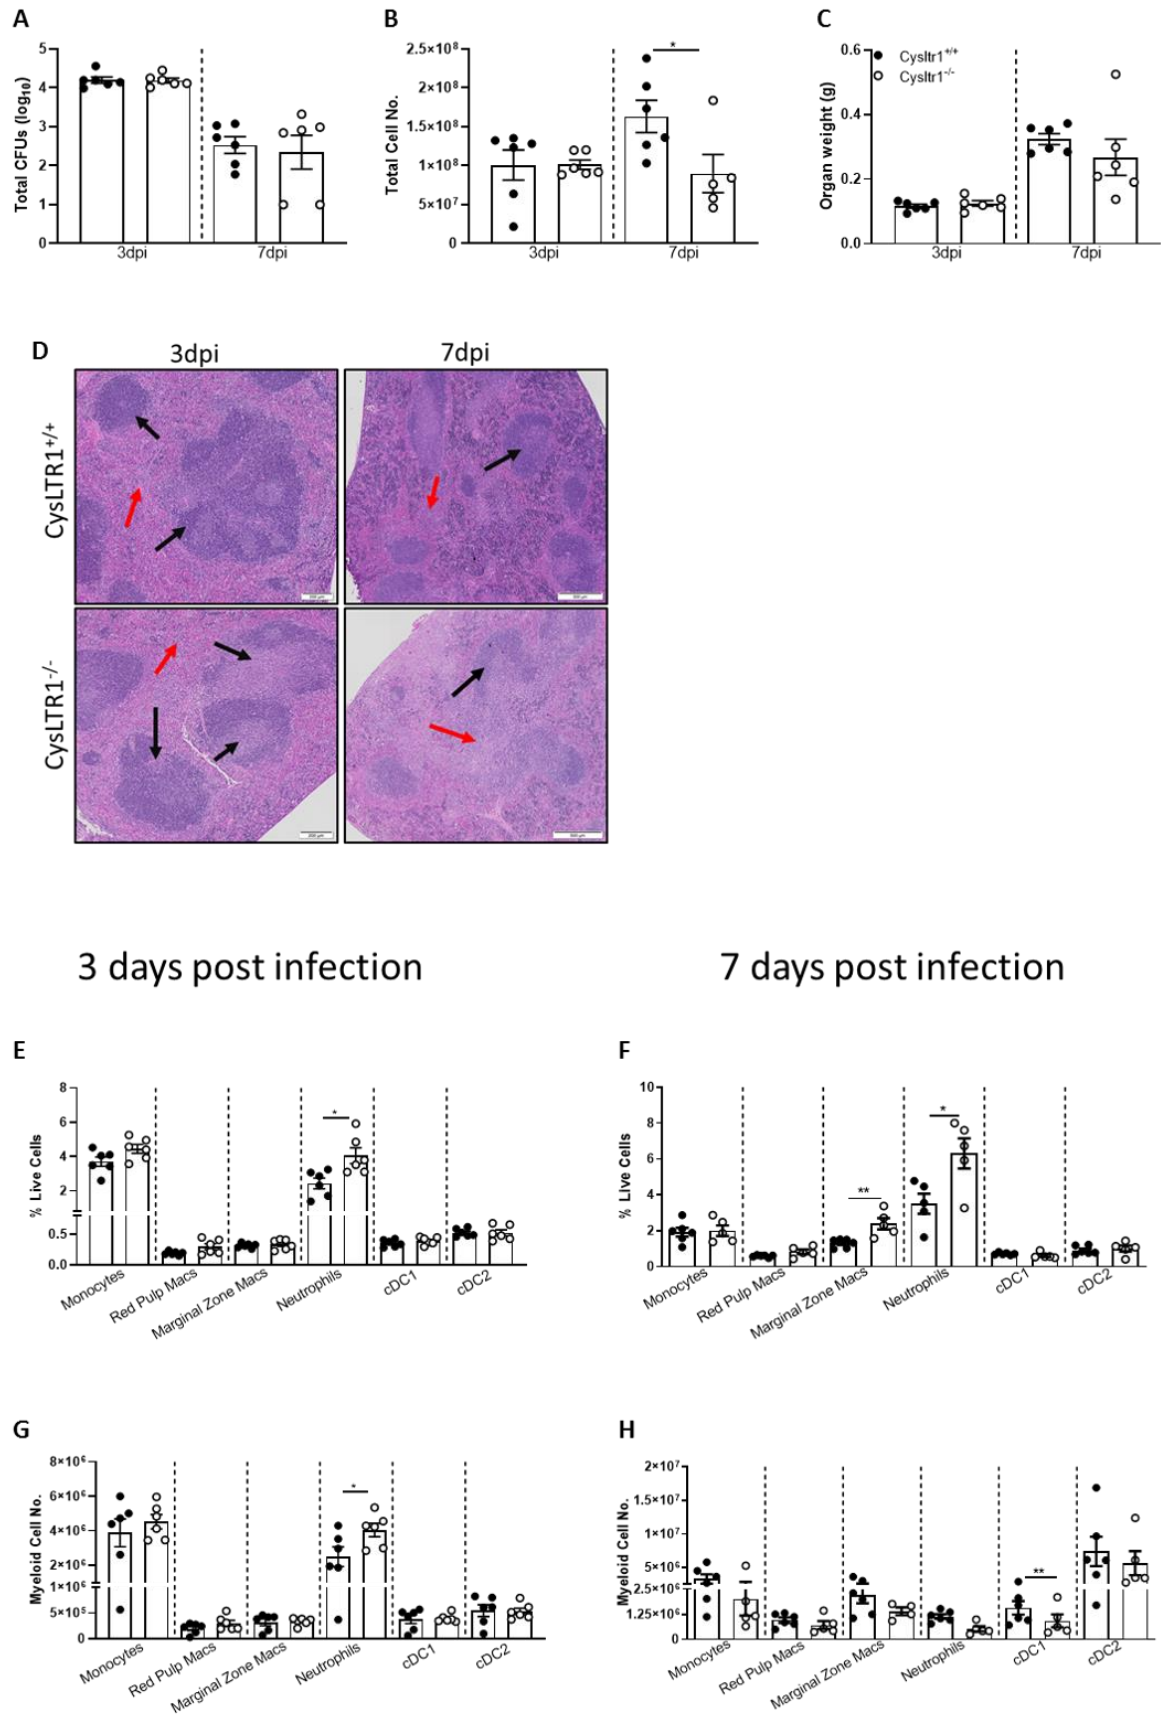 A
B
C
Total CFUs (log₁₀)
5
4
3
2
1
0
3dpi
7dpi
Total Cell No.
2.5×10⁸
2×10⁸
1.5×10⁸
1×10⁸
5×10⁷
0
*
3dpi
7dpi
Organ weight (g)
0.6
0.4
0.2
0.0
Cysltr1⁺/⁺
Cysltr1⁻/⁻
3dpi
7dpi
D
3dpi
7dpi
CysLTR1⁺/⁺
CysLTR1⁻/⁻
3 days post infection
7 days post infection
E
% Live Cells
8
6
4
2
0.5
0.0
*
Monocytes
Red Pulp Macs
Marginal Zone Macs
Neutrophils
cDC1
cDC2
F
% Live Cells
10
8
6
4
2
0
**
*
Monocytes
Red Pulp Macs
Marginal Zone Macs
Neutrophils
cDC1
cDC2
G
Myeloid Cell No.
8×10⁶
6×10⁶
4×10⁶
2×10⁶
1×10⁶
5×10⁵
0
*
Monocytes
Red Pulp Macs
Marginal Zone Macs
Neutrophils
cDC1
cDC2
H
Myeloid Cell No.
2×10⁷
1.5×10⁷
1×10⁷
5×10⁶
2.5×10⁶
1.25×10⁶
0
**
Monocytes
Red Pulp Macs
Marginal Zone Macs
Neutrophils
cDC1
cDC2